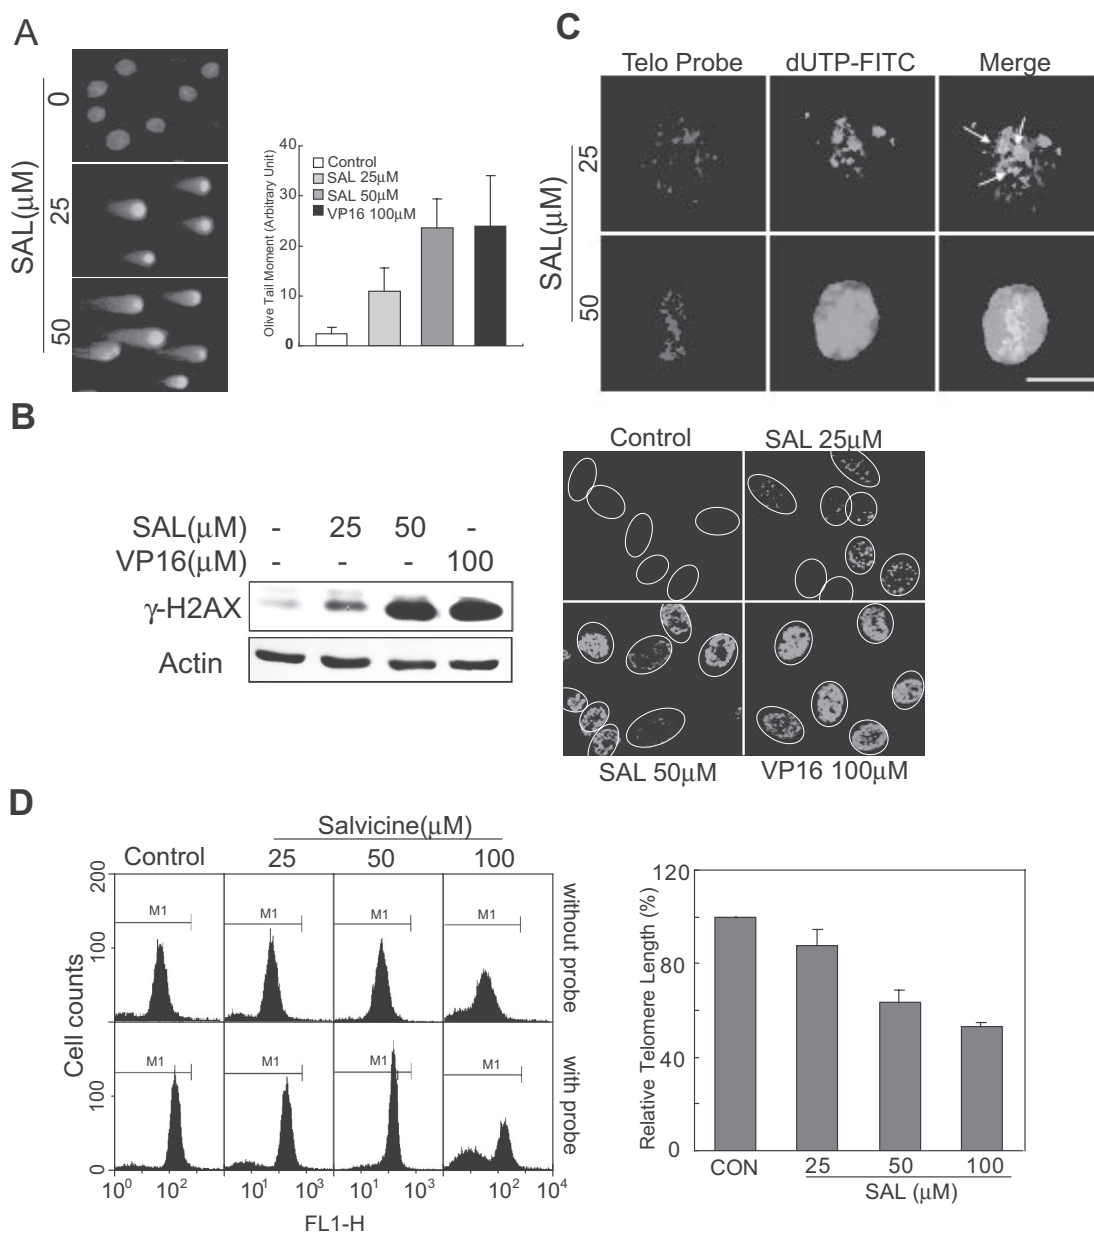 A
SAL(μM)
0
25
50
Olive Tail Moment (Arbitrary Unit)
40
30
20
10
0
Control
SAL 25μM
SAL 50μM
VP16 100μM
C
Telo Probe dUTP-FITC Merge
SAL(μM)
25
50
B
SAL(μM) - 25 50 -
VP16(μM) - - - 100
γ-H2AX
Actin
Control SAL 25μM
SAL 50μM VP16 100μM
D
Salvicine(μM)
Control 25 50 100
Cell counts
200
100
0
M1 M1 M1 M1
without probe
100
0
M1 M1 M1 M1
with probe
10⁰ 10² 10¹ 10³ 10¹ 10³ 10² 10⁴
FL1-H
Relative Telomere Length (%)
120
80
40
0
CON 25 50 100
SAL (μM)